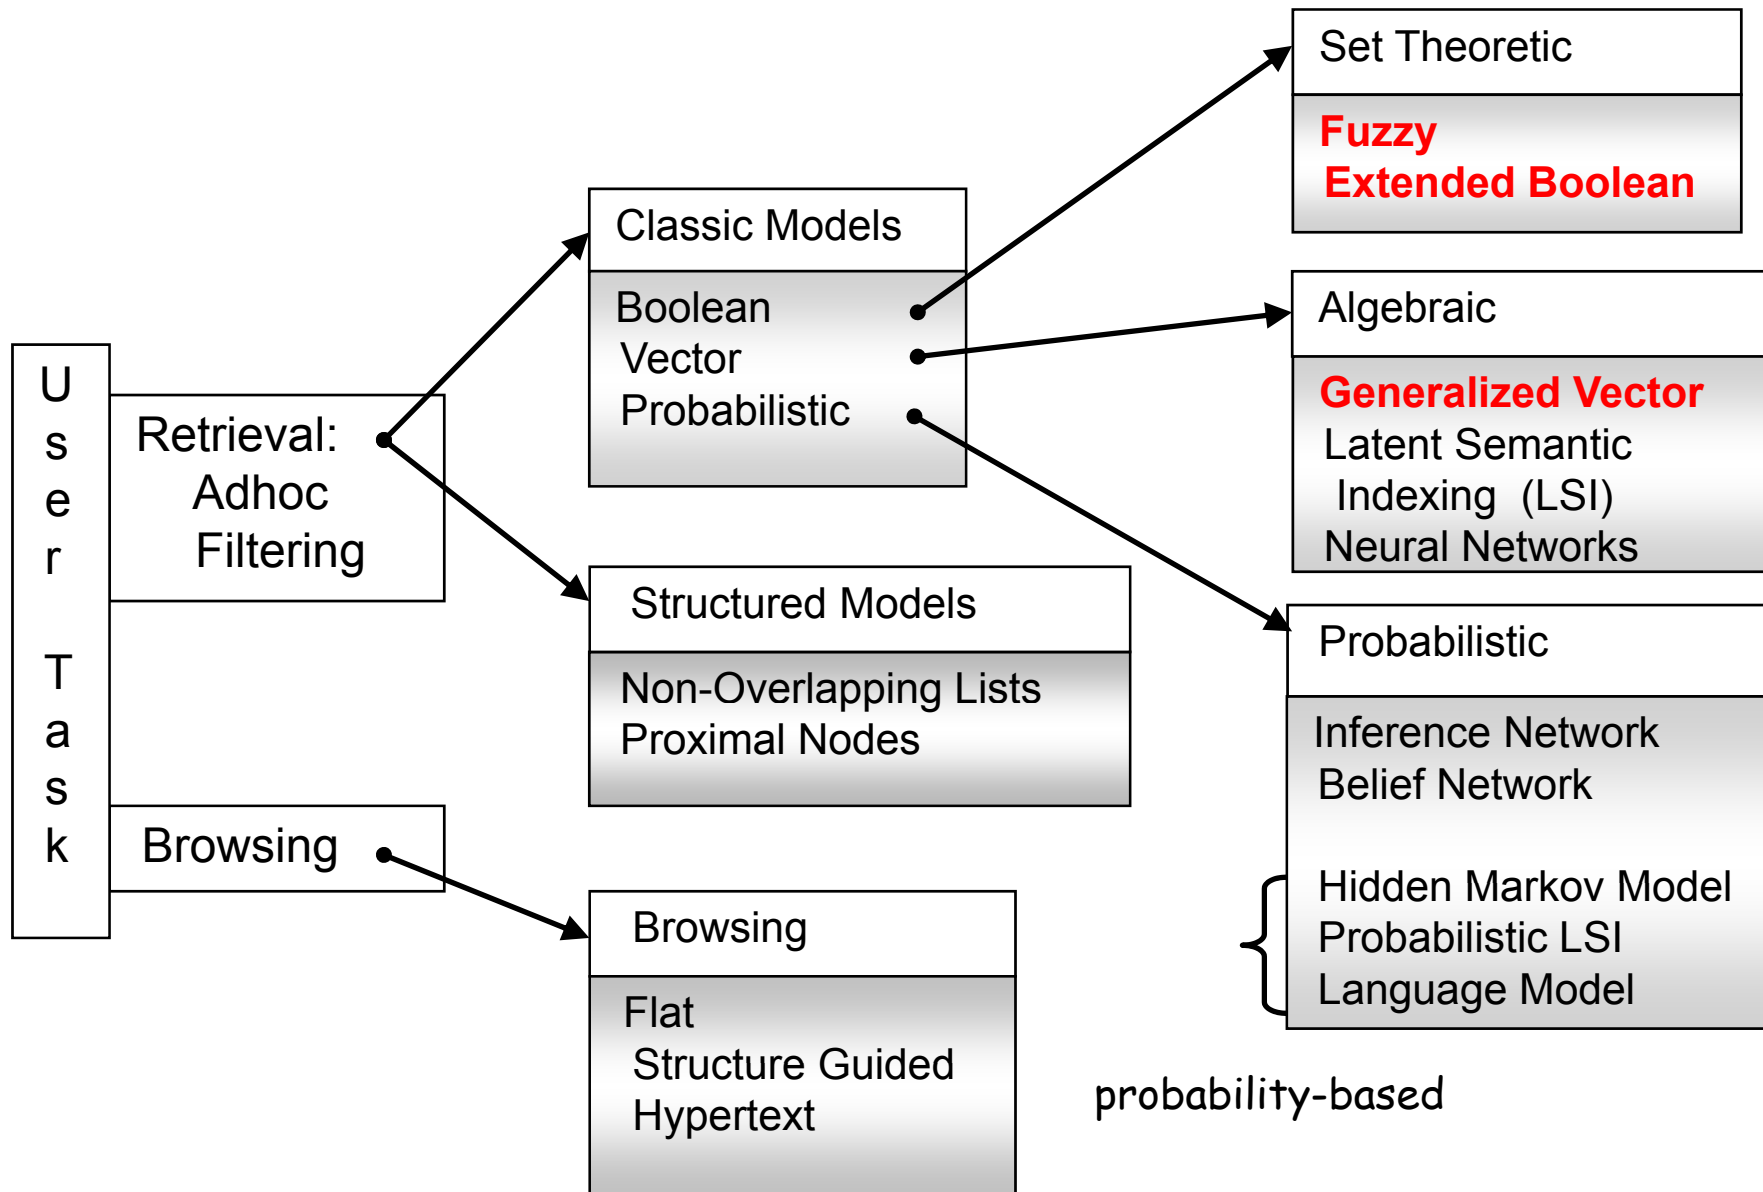 User Task
Retrieval:
Adhoc
Filtering
Browsing
Classic Models
Boolean
Vector
Probabilistic
Structured Models
Non-Overlapping Lists
Proximal Nodes
Browsing
Flat
Structure Guided
Hypertext
Set Theoretic
Fuzzy
Extended Boolean
Algebraic
Generalized Vector
Latent Semantic
Indexing (LSI)
Neural Networks
Probabilistic
Inference Network
Belief Network
Hidden Markov Model
Probabilistic LSI
Language Model
probability-based